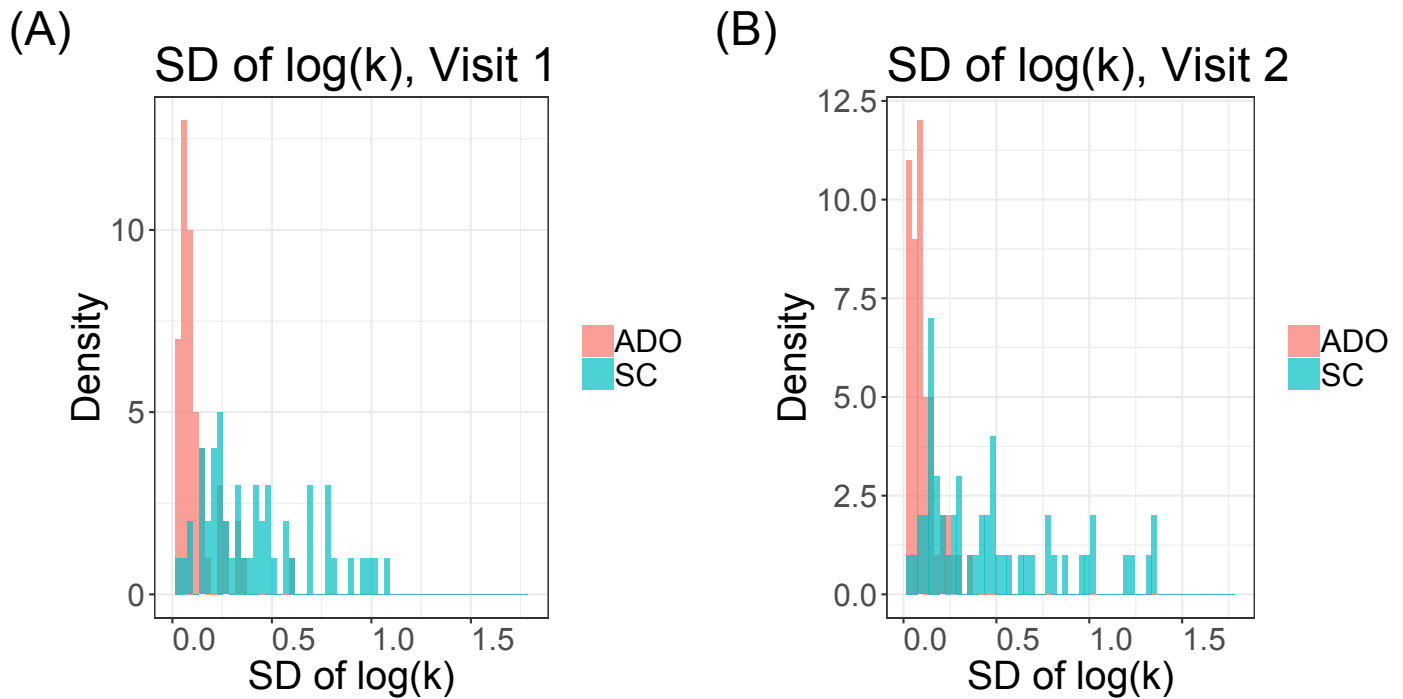 (A)
SD of log(k), Visit 1
Density
10
5
0
0.0 0.5 1.0 1.5
SD of log(k)
ADO
SC
(B)
SD of log(k), Visit 2
Density
12.5
10.0
7.5
5.0
2.5
0.0
0.0 0.5 1.0 1.5
SD of log(k)
ADO
SC